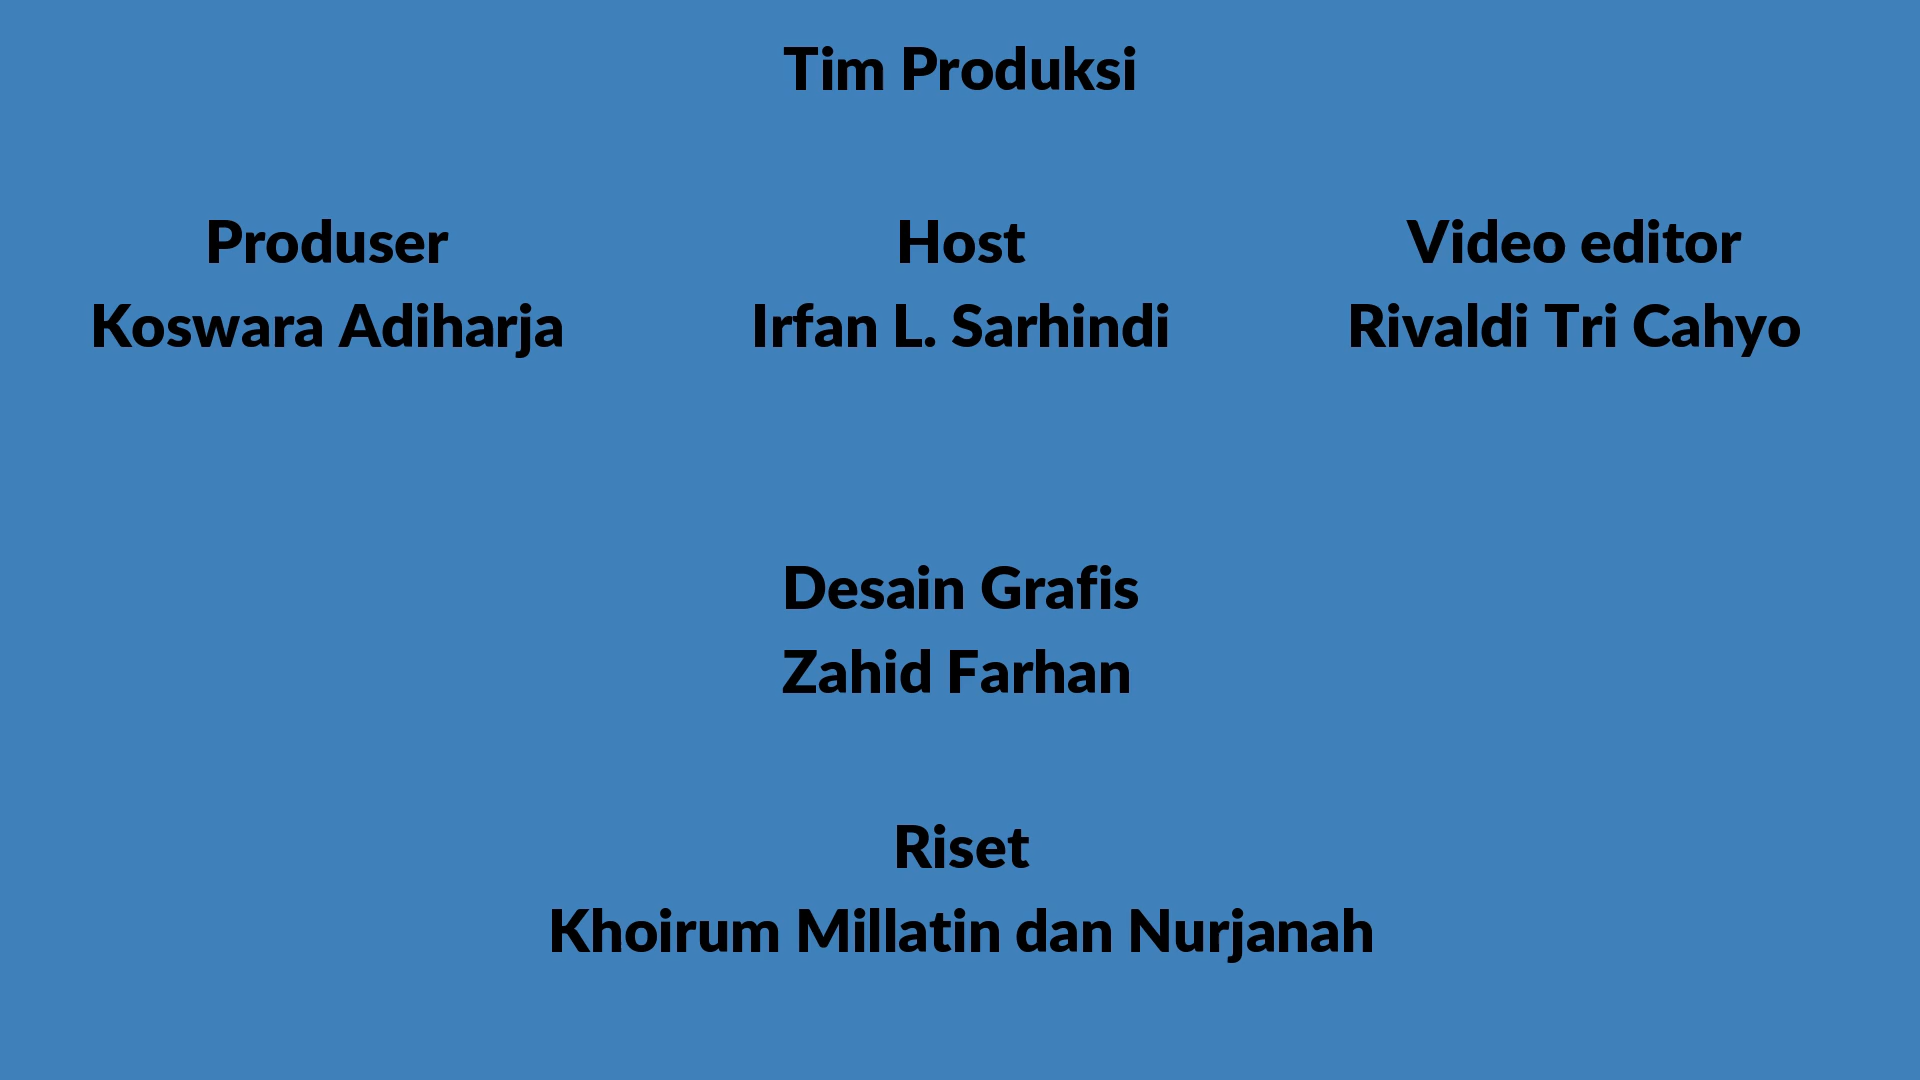 Tim Produksi
Produser
Koswara Adiharja
Host
Irfan L. Sarhindi
Video editor
Rivaldi Tri Cahyo
Desain Grafis
Zahid Farhan
Riset
Khoirum Millatin dan Nurjanah